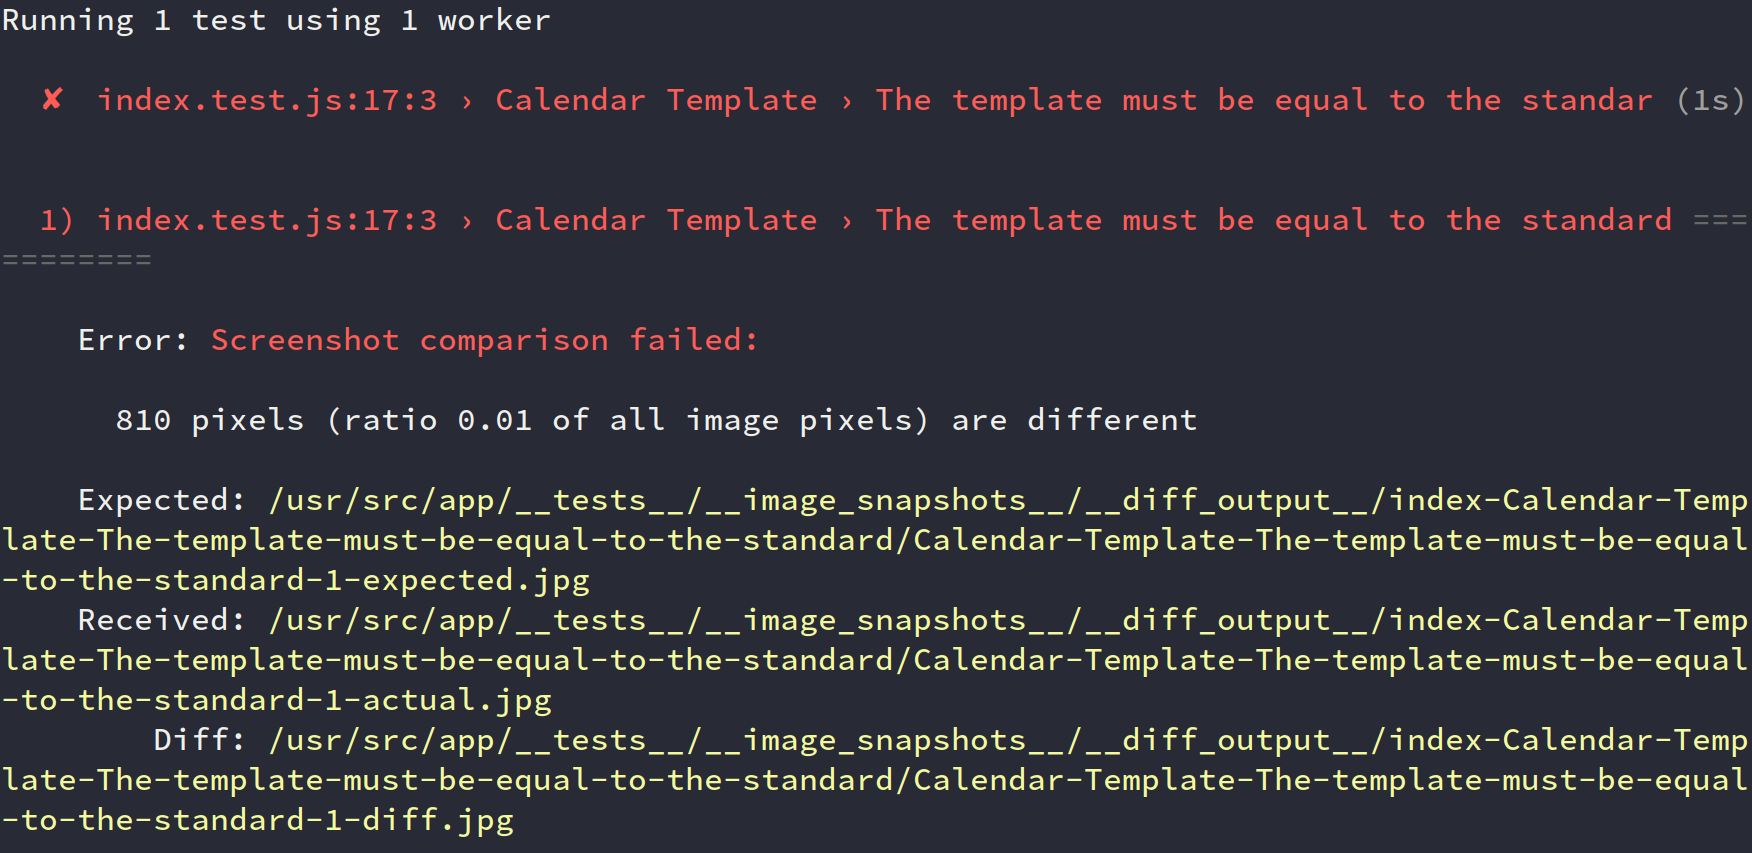 Running 1 test using 1 worker
✘ index.test.js:17:3 › Calendar Template › The template must be equal to the standar (1s)
1) index.test.js:17:3 › Calendar Template › The template must be equal to the standard ===
========
Error: Screenshot comparison failed:
810 pixels (ratio 0.01 of all image pixels) are different
Expected: /usr/src/app/__tests__/__image_snapshots__/__diff_output__/index-Calendar-Temp
late-The-template-must-be-equal-to-the-standard/Calendar-Template-The-template-must-be-equal
-to-the-standard-1-expected.jpg
Received: /usr/src/app/__tests__/__image_snapshots__/__diff_output__/index-Calendar-Temp
late-The-template-must-be-equal-to-the-standard/Calendar-Template-The-template-must-be-equal
-to-the-standard-1-actual.jpg
Diff: /usr/src/app/__tests__/__image_snapshots__/__diff_output__/index-Calendar-Temp
late-The-template-must-be-equal-to-the-standard/Calendar-Template-The-template-must-be-equal
-to-the-standard-1-diff.jpg